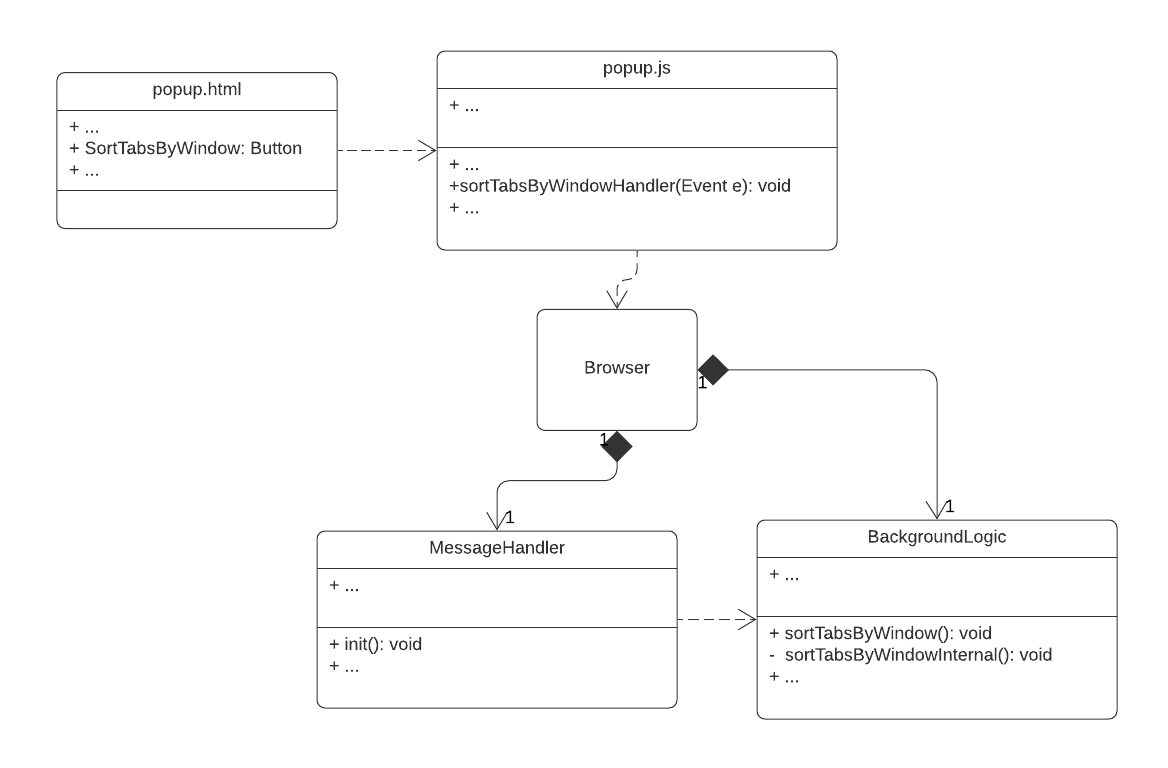 popup.html
+ ...
+ SortTabsByWindow: Button
+ ...
popup.js
+ ...
+ ...
+sortTabsByWindowHandler(Event e): void
+ ...
Browser
1
1
1
1
MessageHandler
+ ...
+ init(): void
+ ...
BackgroundLogic
+ ...
+ sortTabsByWindow(): void
- sortTabsByWindowInternal(): void
+ ...